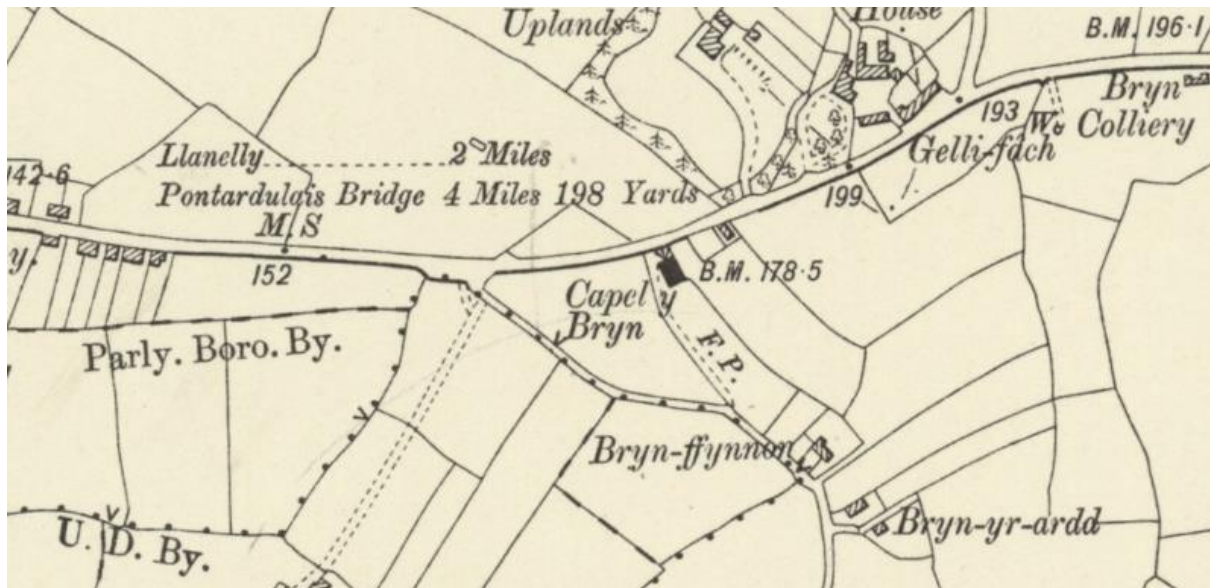 Uplands
House
B.M. 196·1
Bryn
Colliery
193
W.
Gelli-fach
199
Llanelly 2 Miles
Pontardulais Bridge 4 Miles 198 Yards
M.S
142·6
y.
152
B.M. 178·5
Capel y
Bryn
F.P.
Parly. Boro. By.
Bryn-ffynnon
Bryn-yr-ardd
U. D. By.